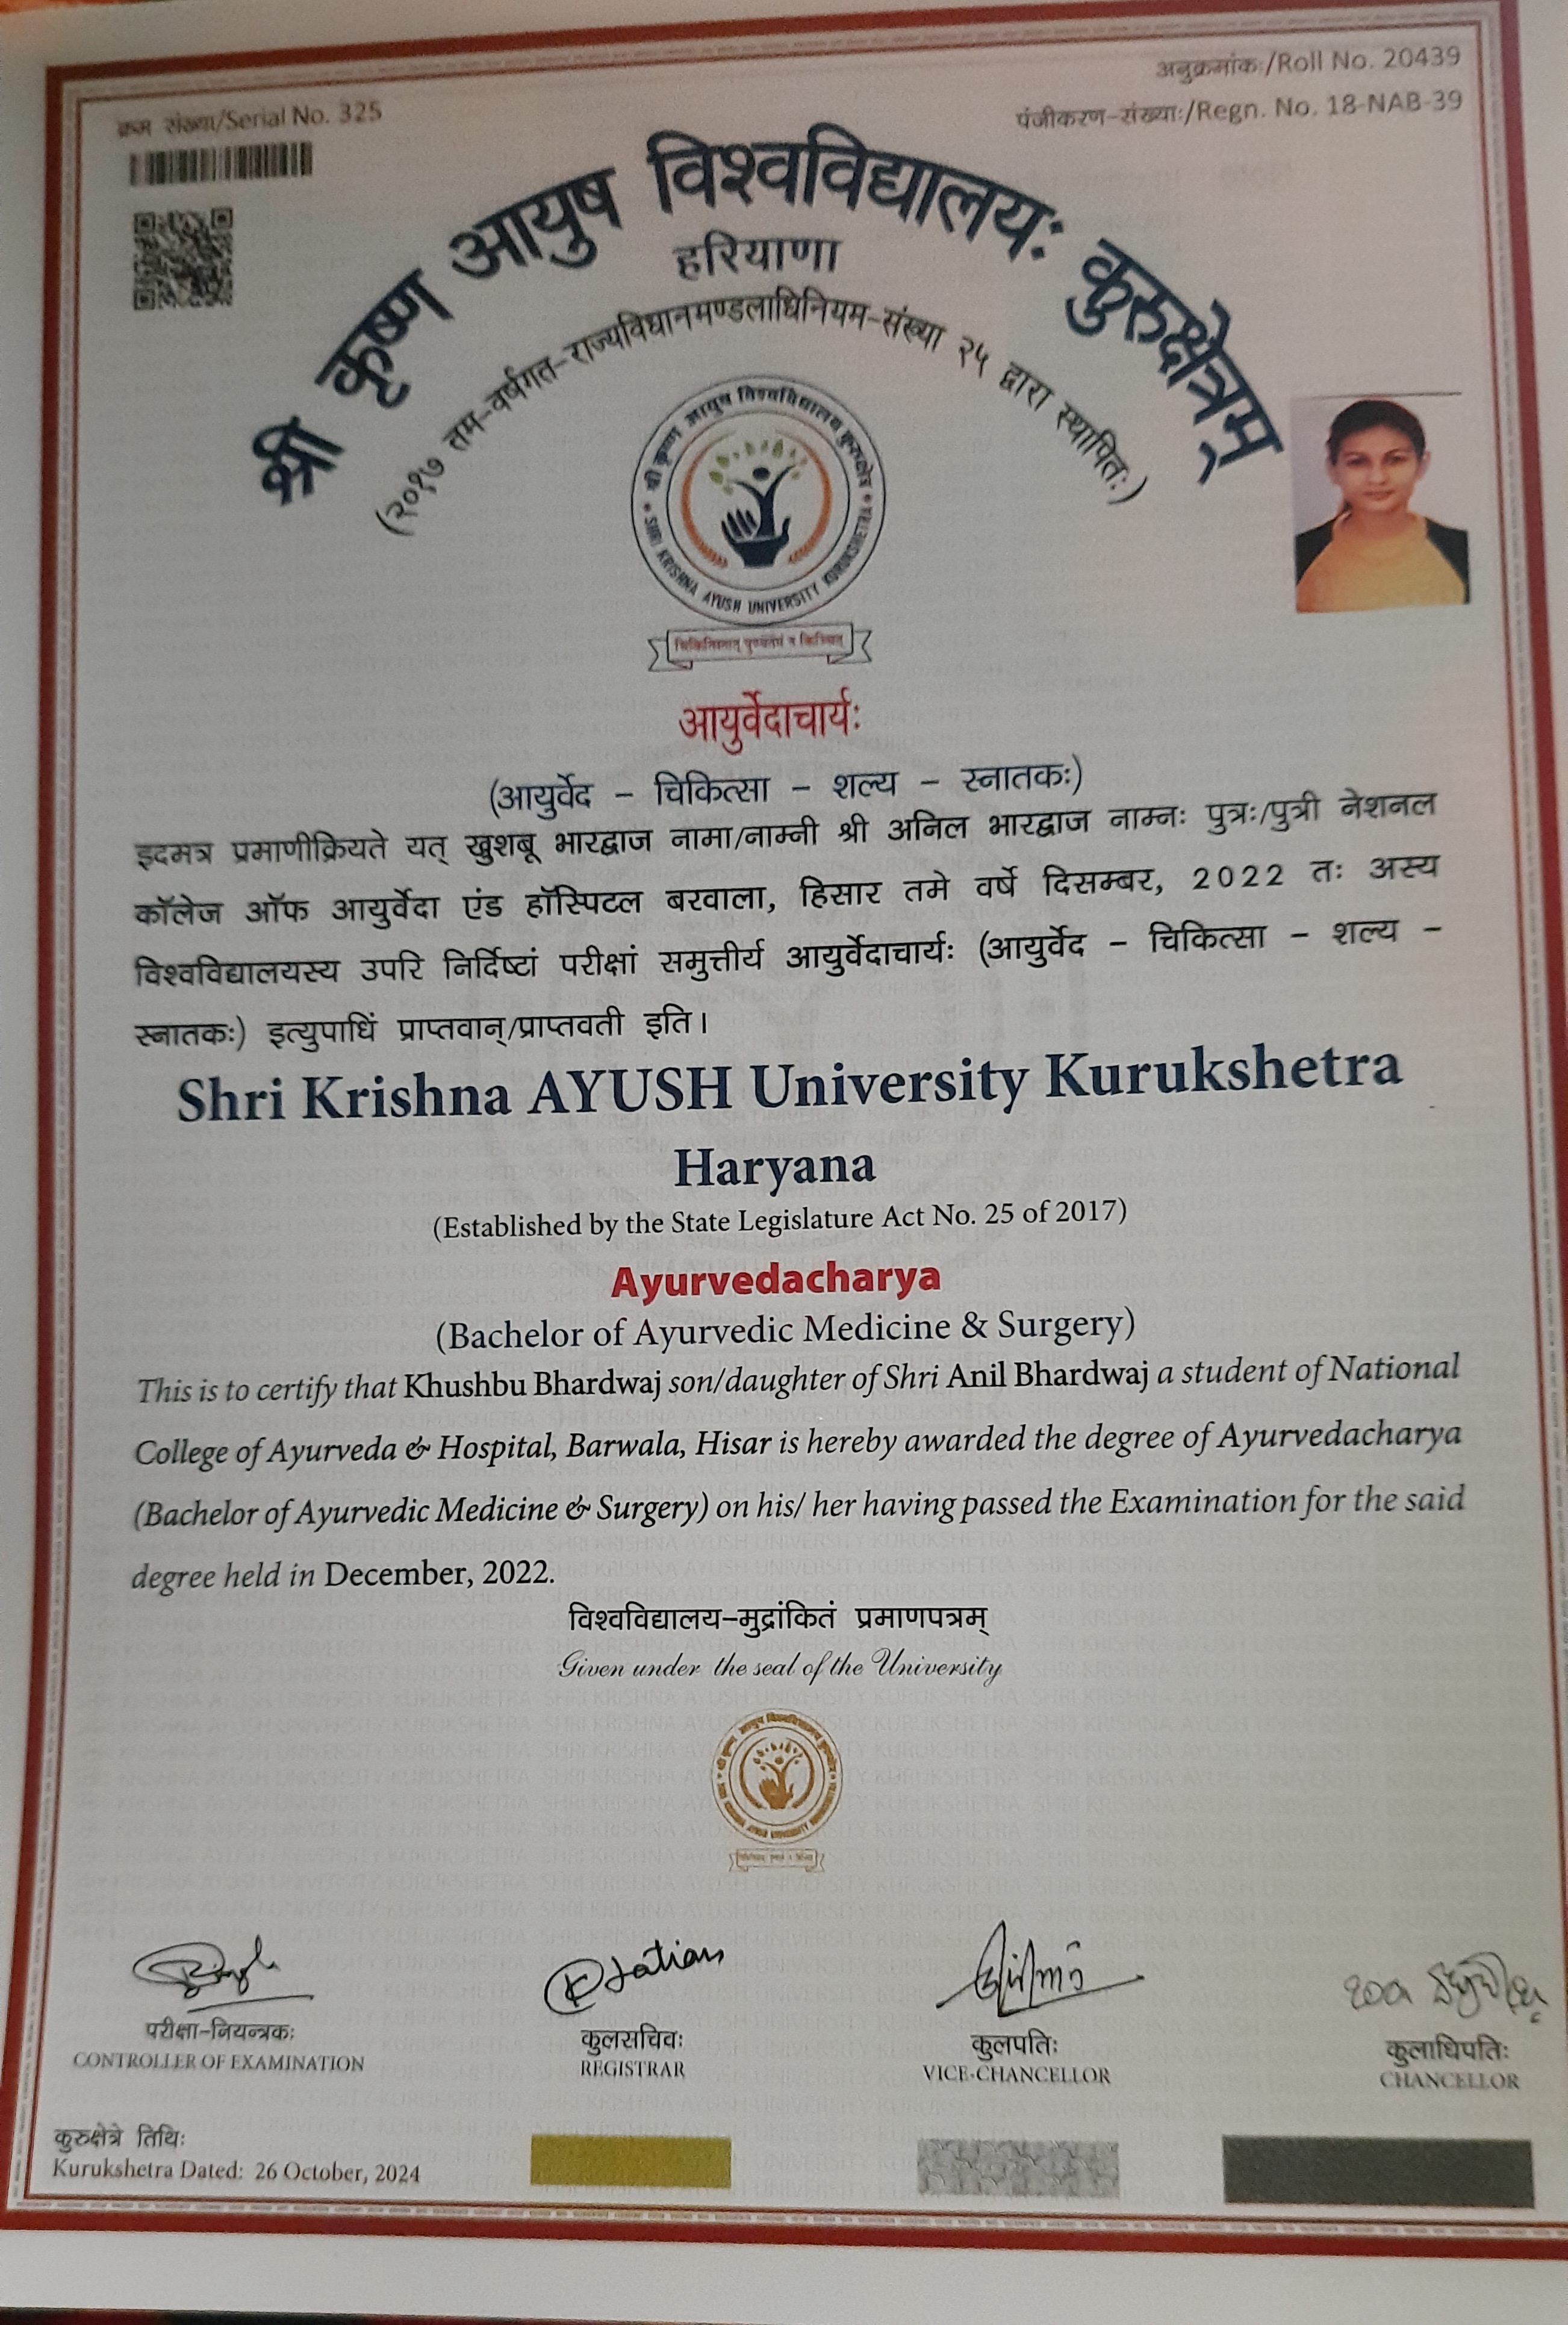 क्रम संख्या/Serial No. 325
अनुक्रमांकः/Roll No. 20439
पंजीकरण-संख्याः/Regn. No. 18-NAB-39
श्री कृष्ण आयुष विश्वविद्यालयः कुरुक्षेत्रम्
हरियाणा
(२०१७ तम-वर्षगत-राज्यविधानमण्डलाधिनियम-संख्या २५ द्वारा स्थापितः)
श्री कृष्ण आयुष विश्वविद्यालय कुरुक्षेत्र
SHRI KRISHNA AYUSH UNIVERSITY KURUKSHETRA
आयुर्वेदाचार्यः
(आयुर्वेद – चिकित्सा – शल्य – स्नातकः)
इदमत्र प्रमाणीक्रियते यत् खुशबू भारद्वाज नामा/नाम्नी श्री अनिल भारद्वाज नाम्नः पुत्रः/पुत्री नेशनल
कॉलेज ऑफ आयुर्वेदा एंड हॉस्पिटल बरवाला, हिसार तमे वर्षे दिसम्बर, 2022 तः अस्य
विश्वविद्यालयस्य उपरि निर्दिष्टां परीक्षां समुत्तीर्य आयुर्वेदाचार्यः (आयुर्वेद – चिकित्सा – शल्य –
स्नातकः) इत्युपाधिं प्राप्तवान्/प्राप्तवती इति।
Shri Krishna AYUSH University Kurukshetra
Haryana
(Established by the State Legislature Act No. 25 of 2017)
Ayurvedacharya
(Bachelor of Ayurvedic Medicine & Surgery)
This is to certify that Khushbu Bhardwaj son/daughter of Shri Anil Bhardwaj a student of National
College of Ayurveda & Hospital, Barwala, Hisar is hereby awarded the degree of Ayurvedacharya
(Bachelor of Ayurvedic Medicine & Surgery) on his/ her having passed the Examination for the said
degree held in December, 2022.
विश्वविद्यालय-मुद्रांकितं प्रमाणपत्रम्
Given under the seal of the University
परीक्षा-नियन्त्रकः
CONTROLLER OF EXAMINATION
कुलसचिवः
REGISTRAR
कुलपतिः
VICE-CHANCELLOR
कुलाधिपतिः
CHANCELLOR
कुरुक्षेत्रे तिथिः
Kurukshetra Dated: 26 October, 2024